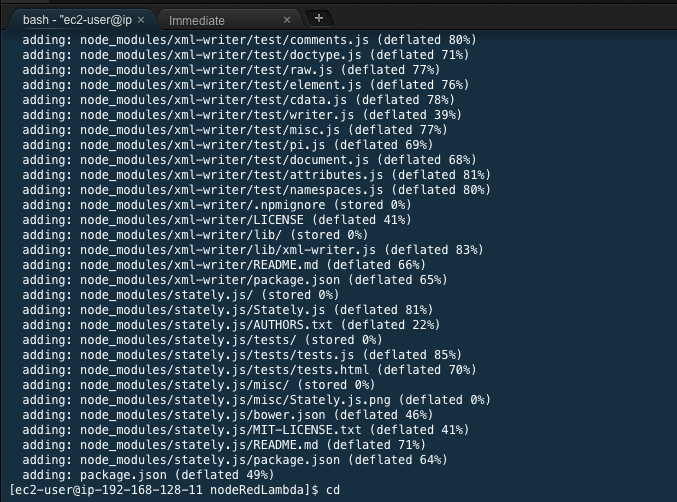 bash - "ec2-user@ip × Immediate × +
adding: node_modules/xml-writer/test/comments.js (deflated 80%)
adding: node_modules/xml-writer/test/doctype.js (deflated 71%)
adding: node_modules/xml-writer/test/raw.js (deflated 77%)
adding: node_modules/xml-writer/test/element.js (deflated 76%)
adding: node_modules/xml-writer/test/cdata.js (deflated 78%)
adding: node_modules/xml-writer/test/writer.js (deflated 39%)
adding: node_modules/xml-writer/test/misc.js (deflated 77%)
adding: node_modules/xml-writer/test/pi.js (deflated 69%)
adding: node_modules/xml-writer/test/document.js (deflated 68%)
adding: node_modules/xml-writer/test/attributes.js (deflated 81%)
adding: node_modules/xml-writer/test/namespaces.js (deflated 80%)
adding: node_modules/xml-writer/.npmignore (stored 0%)
adding: node_modules/xml-writer/LICENSE (deflated 41%)
adding: node_modules/xml-writer/lib/ (stored 0%)
adding: node_modules/xml-writer/lib/xml-writer.js (deflated 83%)
adding: node_modules/xml-writer/README.md (deflated 66%)
adding: node_modules/xml-writer/package.json (deflated 65%)
adding: node_modules/stately.js/ (stored 0%)
adding: node_modules/stately.js/Stately.js (deflated 81%)
adding: node_modules/stately.js/AUTHORS.txt (deflated 22%)
adding: node_modules/stately.js/tests/ (stored 0%)
adding: node_modules/stately.js/tests/tests.js (deflated 85%)
adding: node_modules/stately.js/tests/tests.html (deflated 70%)
adding: node_modules/stately.js/misc/ (stored 0%)
adding: node_modules/stately.js/misc/Stately.js.png (deflated 0%)
adding: node_modules/stately.js/bower.json (deflated 46%)
adding: node_modules/stately.js/MIT-LICENSE.txt (deflated 41%)
adding: node_modules/stately.js/README.md (deflated 71%)
adding: node_modules/stately.js/package.json (deflated 64%)
adding: package.json (deflated 49%)
[ec2-user@ip-192-168-128-11 nodeRedLambda]$ cd